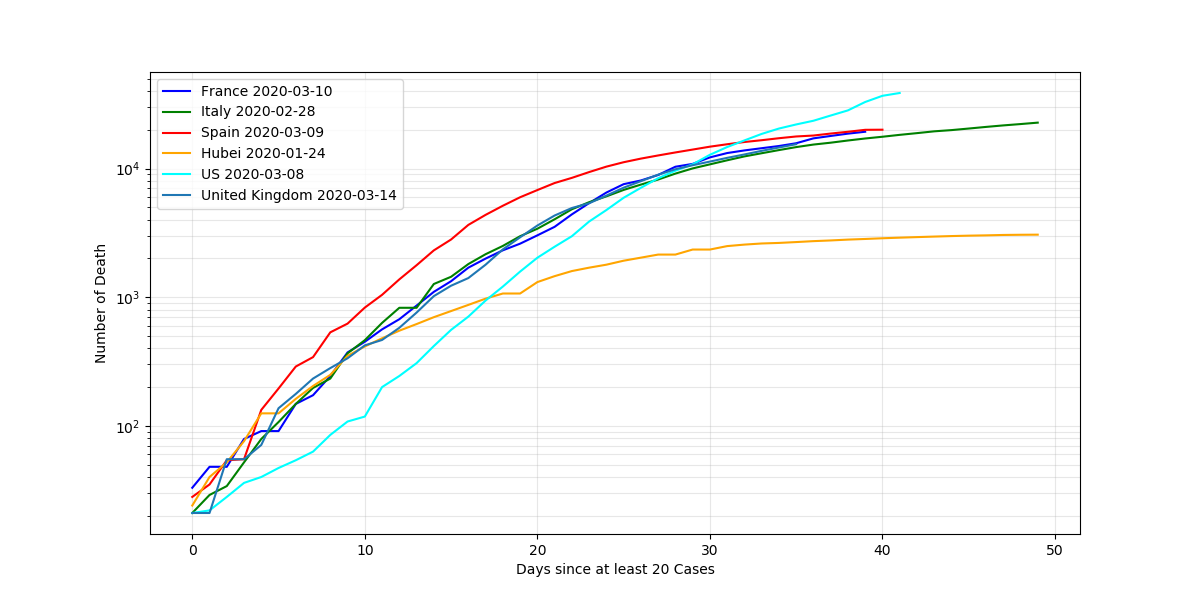 France 2020-03-10
Italy 2020-02-28
Spain 2020-03-09
Hubei 2020-01-24
US 2020-03-08
United Kingdom 2020-03-14
Number of Death
10⁴
10³
10²
0 10 20 30 40 50
Days since at least 20 Cases